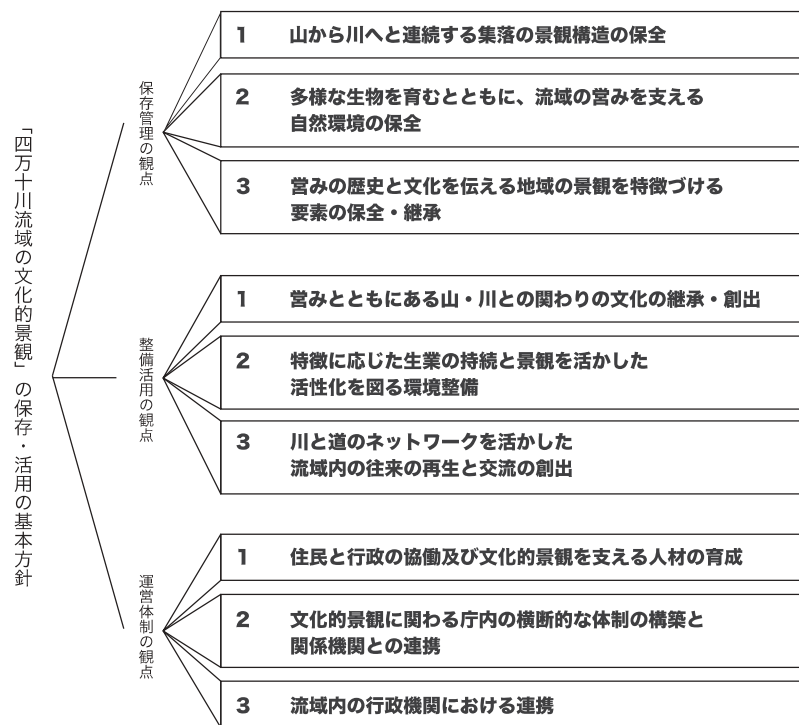 「四万十川流域の文化的景観」の保存・活用の基本方針
保存管理の観点
1 山から川へと連続する集落の景観構造の保全
2 多様な生物を育むとともに、流域の営みを支える
自然環境の保全
3 営みの歴史と文化を伝える地域の景観を特徴づける
要素の保全・継承
整備活用の観点
1 営みとともにある山・川との関わりの文化の継承・創出
2 特徴に応じた生業の持続と景観を活かした
活性化を図る環境整備
3 川と道のネットワークを活かした
流域内の往来の再生と交流の創出
運営体制の観点
1 住民と行政の協働及び文化的景観を支える人材の育成
2 文化的景観に関わる庁内の横断的な体制の構築と
関係機関との連携
3 流域内の行政機関における連携